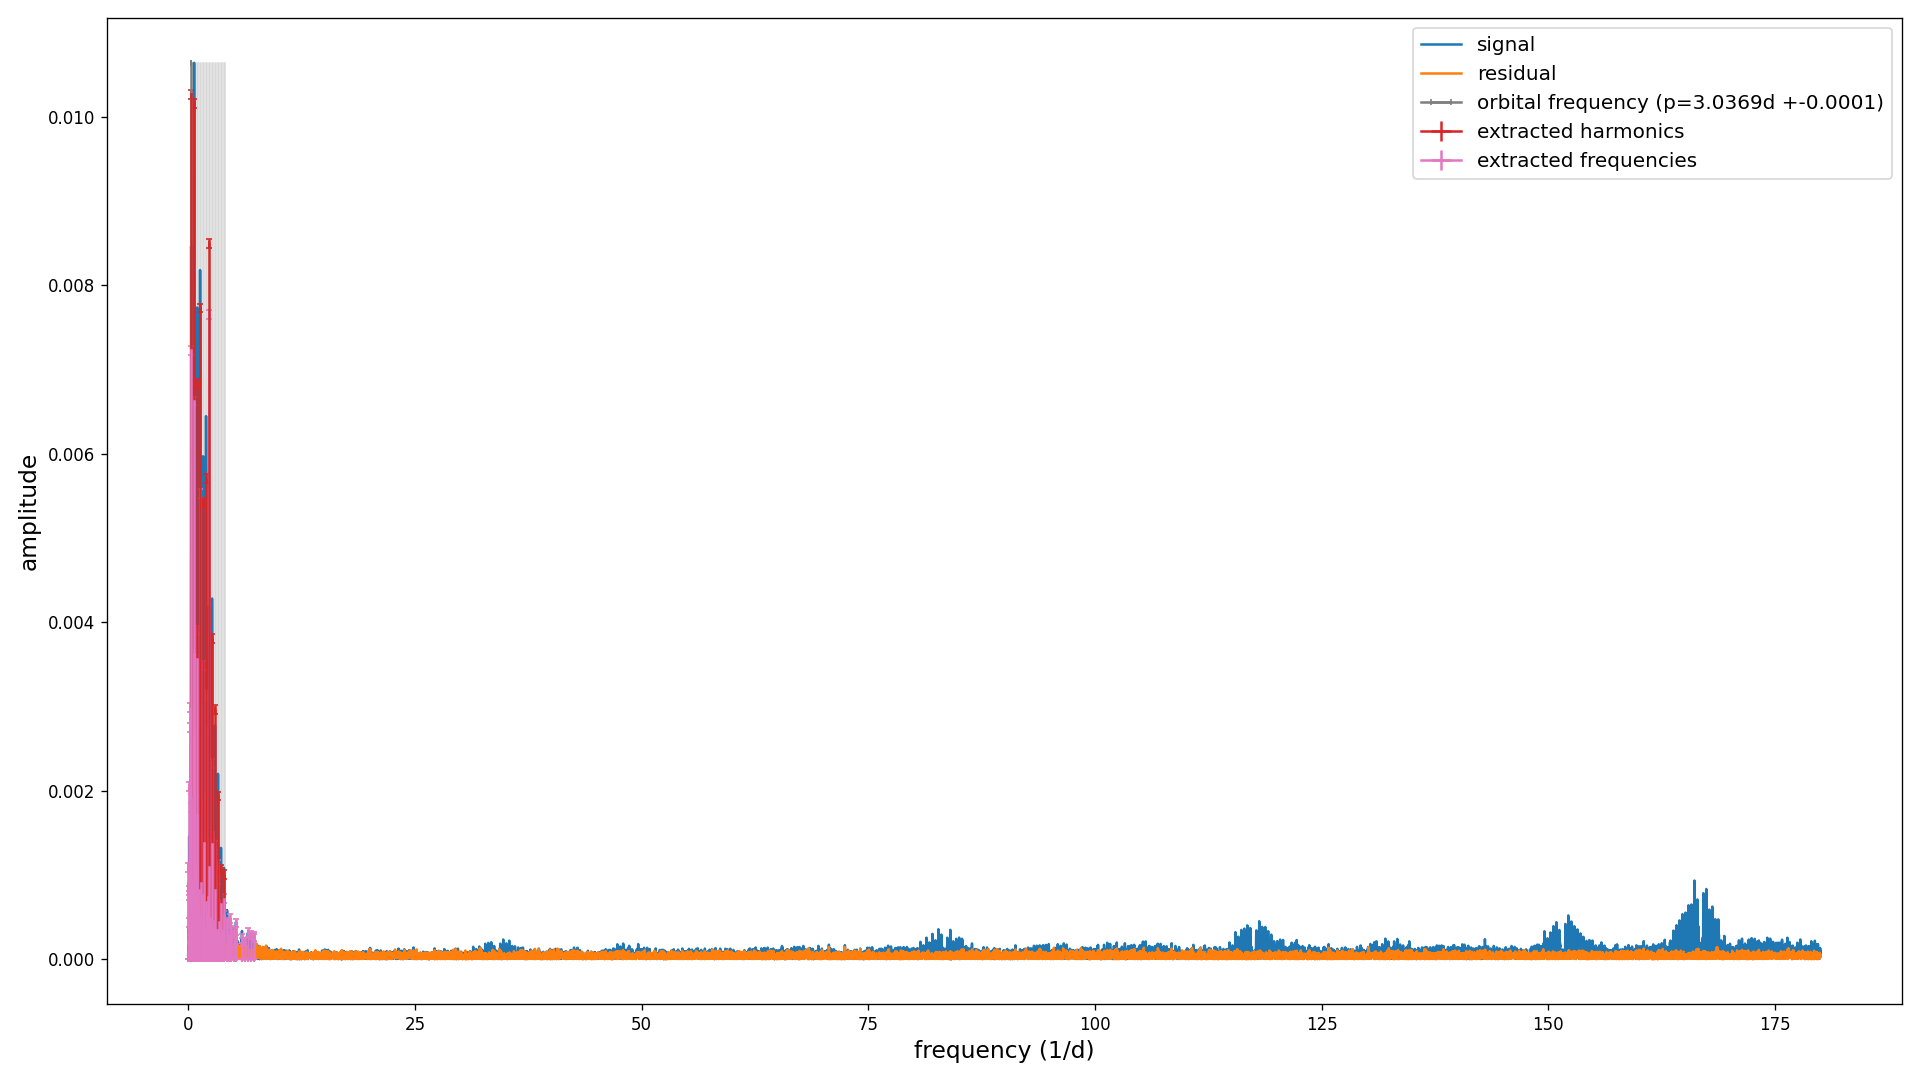 signal
residual
orbital frequency (p=3.0369d +-0.0001)
extracted harmonics
extracted frequencies
0.010
0.008
0.006
0.004
0.002
0.000
amplitude
0 25 50 75 100 125 150 175
frequency (1/d)